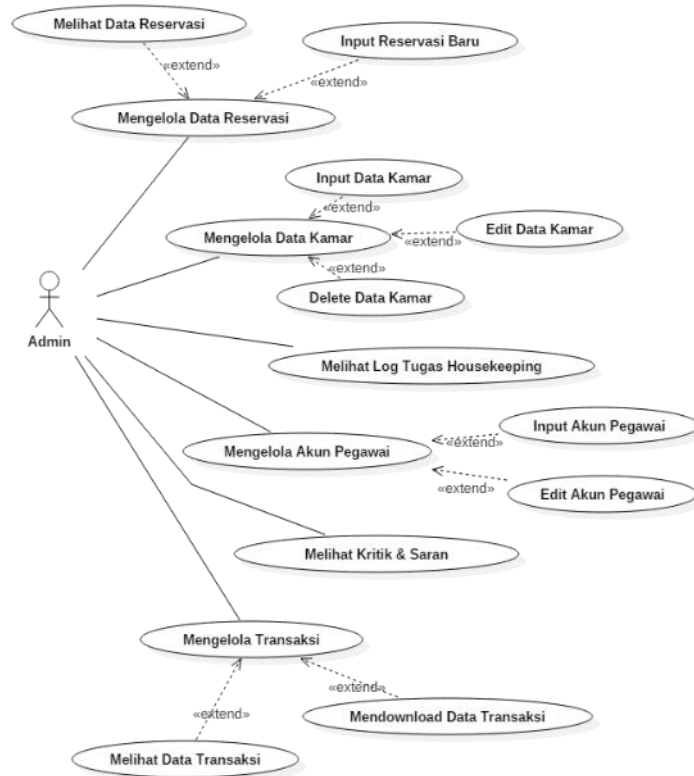 Melihat Data Reservasi
Input Reservasi Baru
«extend»
«extend»
Mengelola Data Reservasi
Input Data Kamar
«extend»
Mengelola Data Kamar
Edit Data Kamar
«extend»
«extend»
Delete Data Kamar
Admin
Melihat Log Tugas Housekeeping
Input Akun Pegawai
Mengelola Akun Pegawai
«extend»
«extend»
Edit Akun Pegawai
Melihat Kritik & Saran
Mengelola Transaksi
«extend»
«extend»
Mendownload Data Transaksi
Melihat Data Transaksi